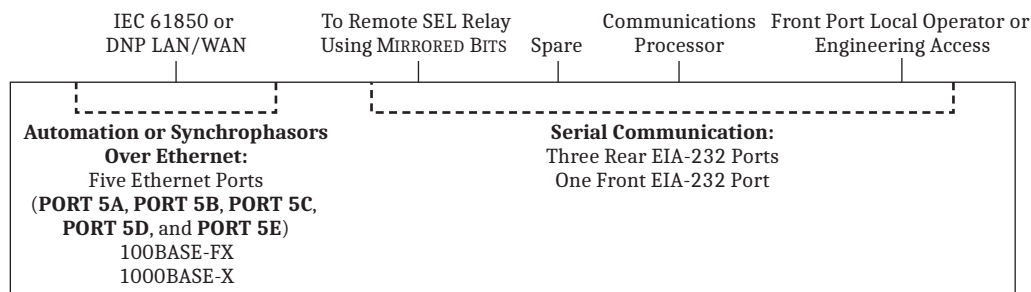 IEC 61850 or
DNP LAN/WAN
To Remote SEL Relay
Using MIRRORED BITS
Spare
Communications
Processor
Front Port Local Operator or
Engineering Access
Automation or Synchrophasors
Over Ethernet:
Five Ethernet Ports
(PORT 5A, PORT 5B, PORT 5C,
PORT 5D, and PORT 5E)
100BASE-FX
1000BASE-X
Serial Communication:
Three Rear EIA-232 Ports
One Front EIA-232 Port